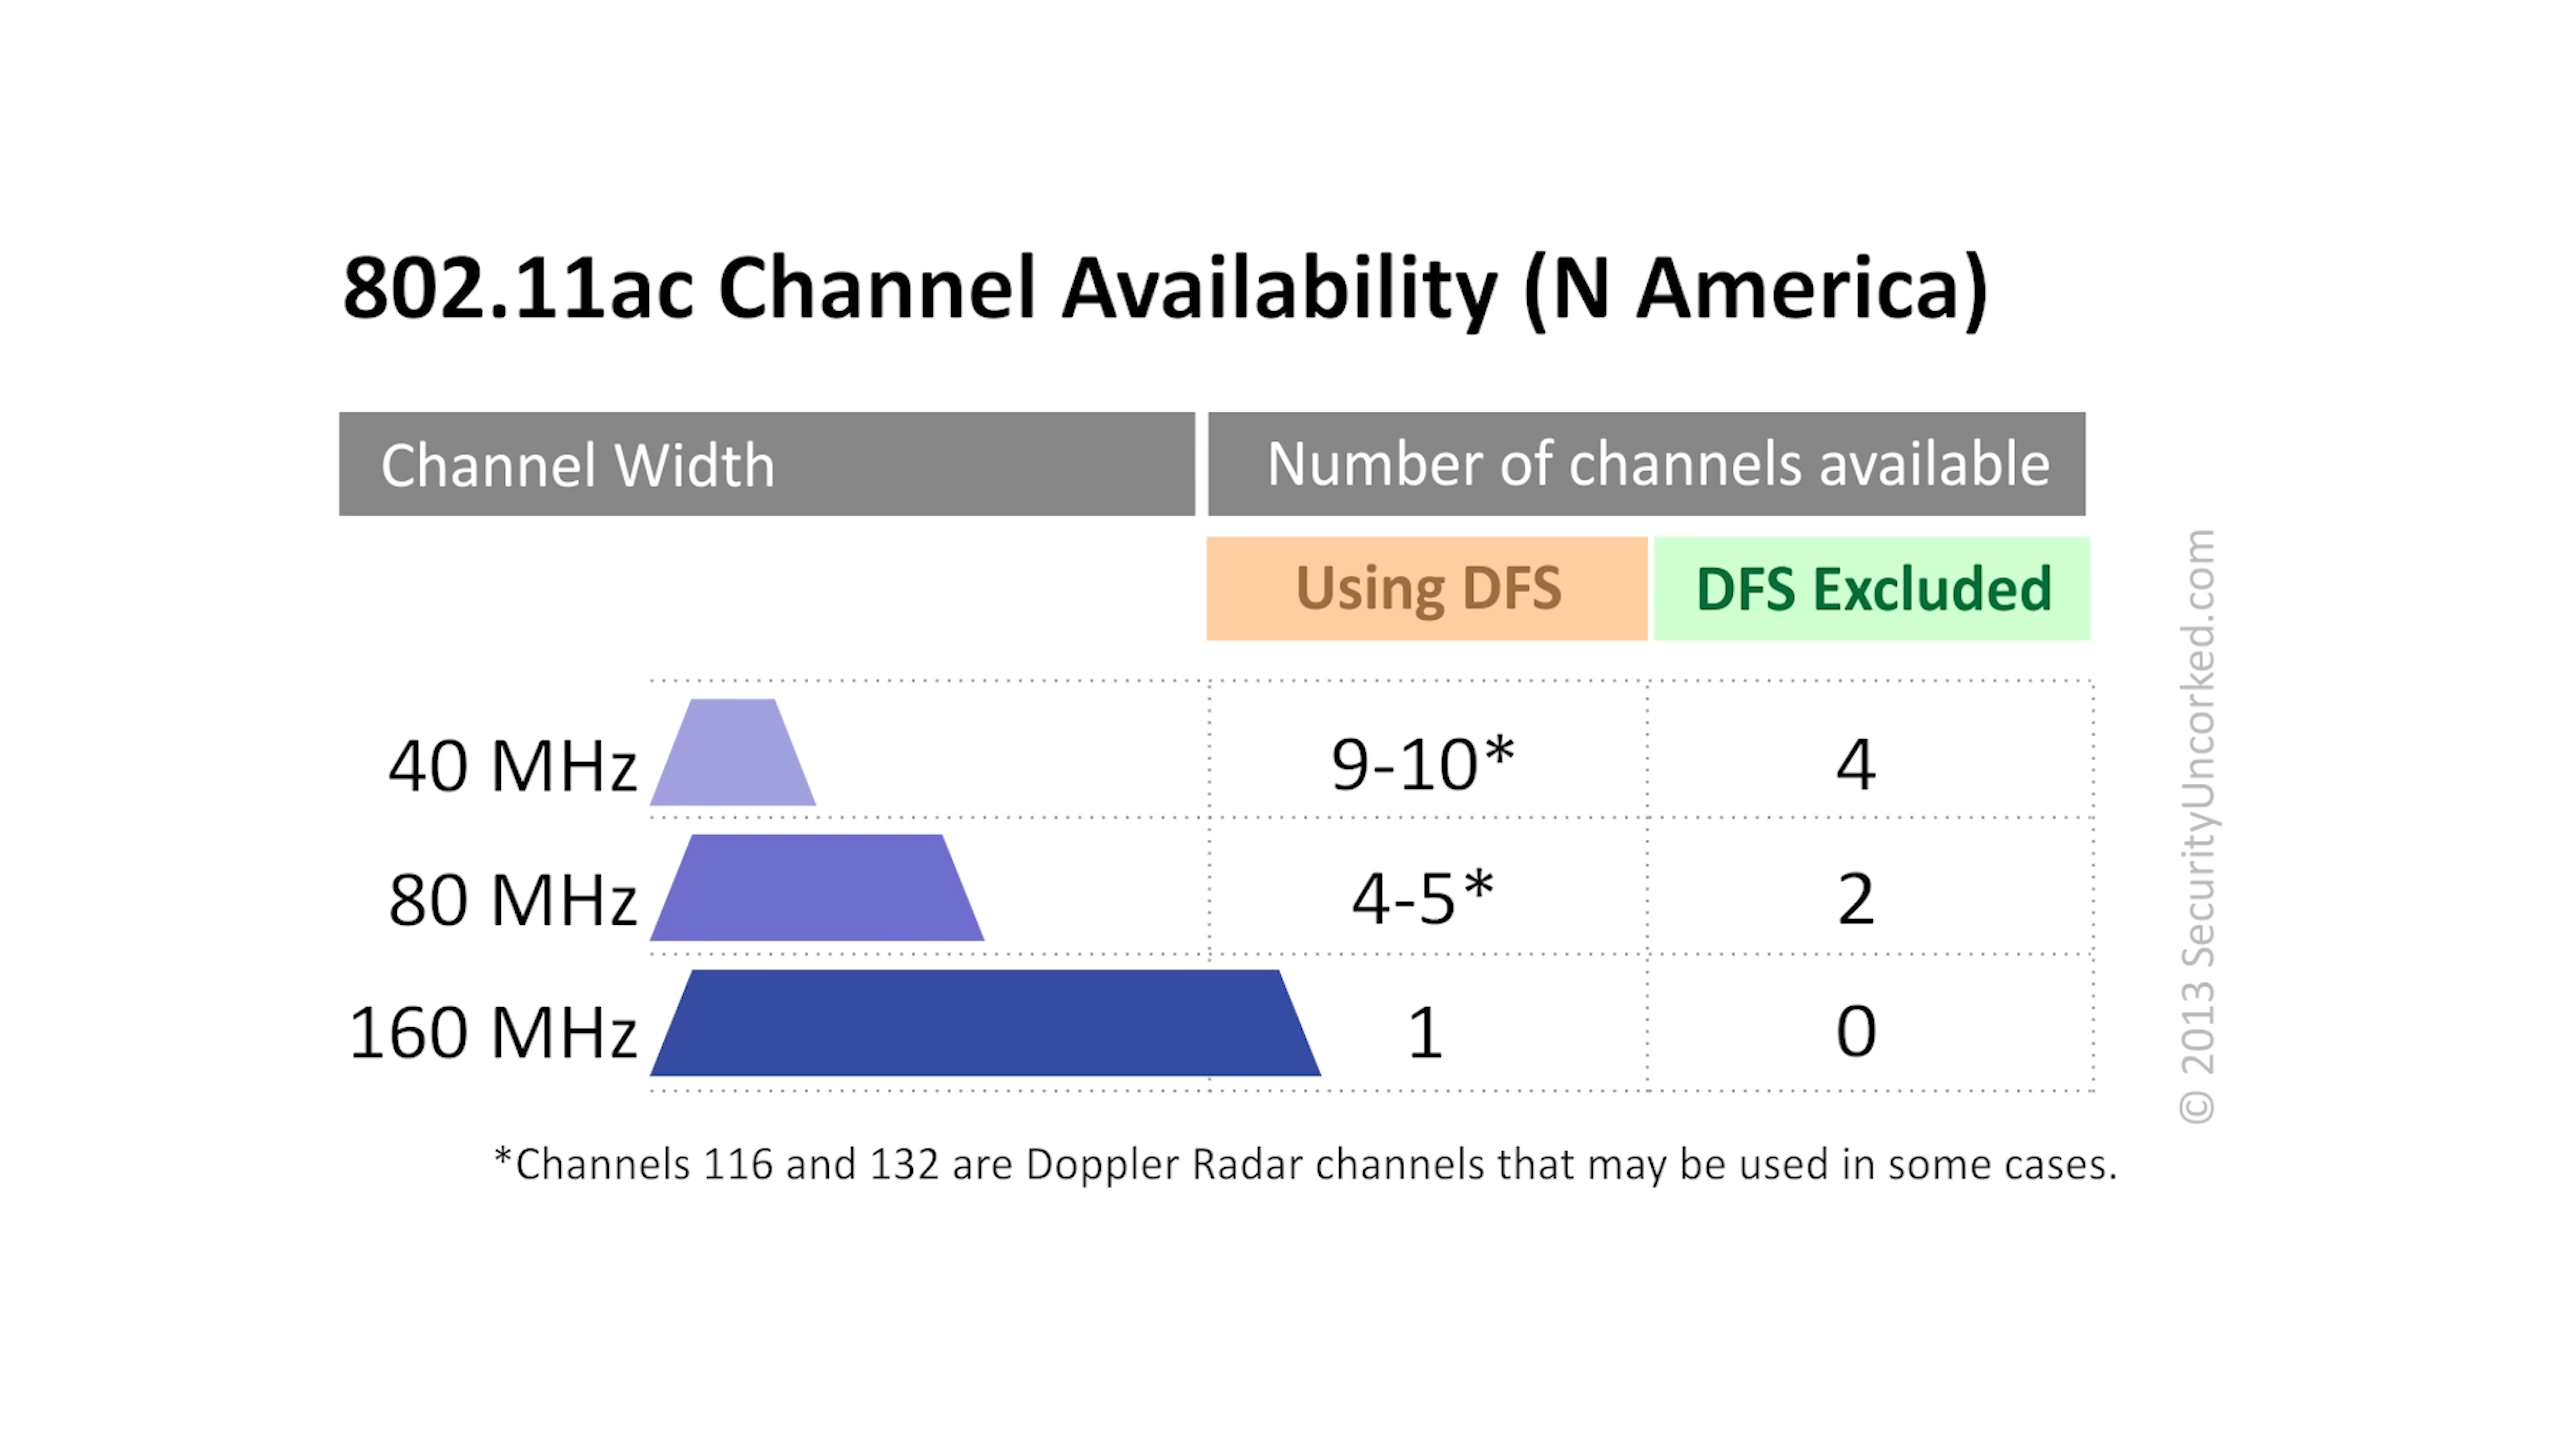 802.11ac Channel Availability (N America)
Channel Width
Number of channels available
Using DFS
DFS Excluded
40 MHz
9-10*
4
80 MHz
4-5*
2
160 MHz
1
0
*Channels 116 and 132 are Doppler Radar channels that may be used in some cases.
© 2013 SecurityUncorked.com